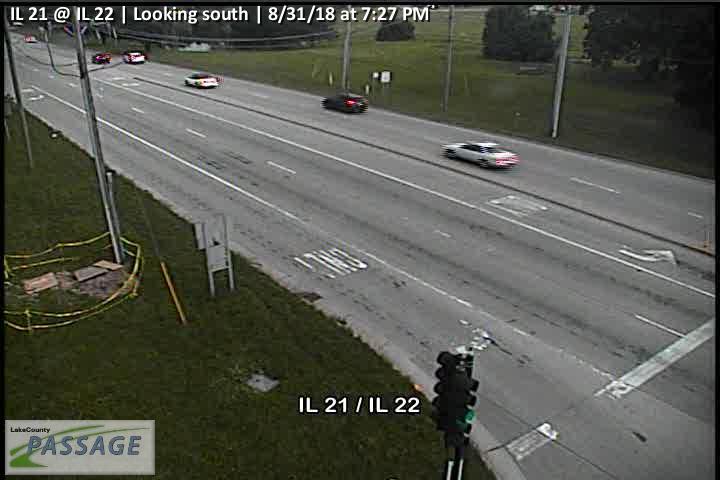 IL 21 @ IL 22 | Looking south | 8/31/18 at 7:27 PM
ONLY
IL 21 / IL 22
LakeCounty
PASSAGE